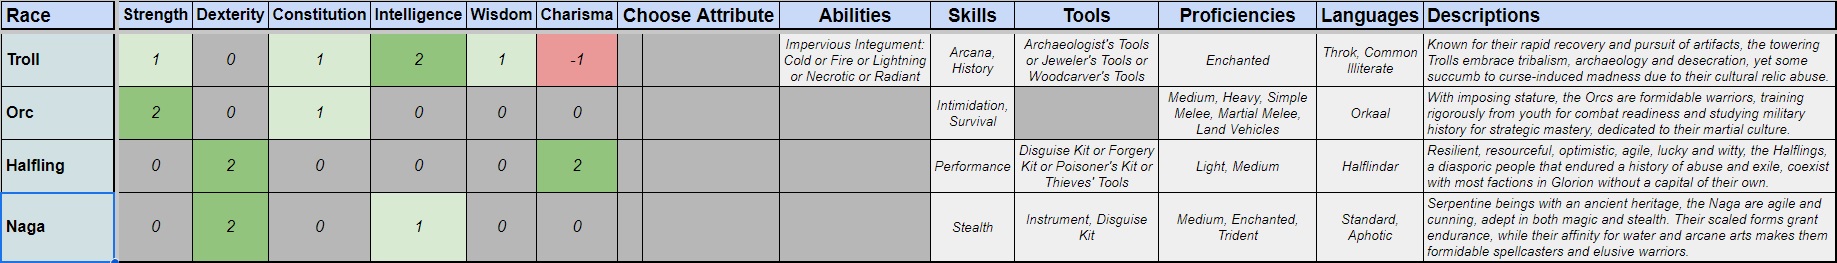 Race Strength Dexterity Constitution Intelligence Wisdom Charisma Choose Attribute Abilities Skills Tools Proficiencies Languages Descriptions
Troll 1 0 1 2 1 -1
Impervious Integument:
Cold or Fire or Lightning
or Necrotic or Radiant
Arcana,
History
Archaeologist's Tools
or Jeweler's Tools or
Woodcarver's Tools
Enchanted
Throk, Common
Illiterate
Known for their rapid recovery and pursuit of artifacts, the towering
Trolls embrace tribalism, archaeology and desecration, yet some
succumb to curse-induced madness due to their cultural relic abuse.
Orc 2 0 1 0 0 0
Intimidation,
Survival
Medium, Heavy, Simple
Melee, Martial Melee,
Land Vehicles
Orkaal
With imposing stature, the Orcs are formidable warriors, training
rigorously from youth for combat readiness and studying military
history for strategic mastery, dedicated to their martial culture.
Halfling 0 2 0 0 0 2
Performance
Disguise Kit or Forgery
Kit or Poisoner's Kit or
Thieves' Tools
Light, Medium
Halflindar
Resilient, resourceful, optimistic, agile, lucky and witty, the Halflings,
a diasporic people that endured a history of abuse and exile, coexist
with most factions in Glorion without a capital of their own.
Naga 0 2 0 1 0 0
Stealth
Instrument, Disguise
Kit
Medium, Enchanted,
Trident
Standard,
Aphotic
Serpentine beings with an ancient heritage, the Naga are agile and
cunning, adept in both magic and stealth. Their scaled forms grant
endurance, while their affinity for water and arcane arts makes them
formidable spellcasters and elusive warriors.